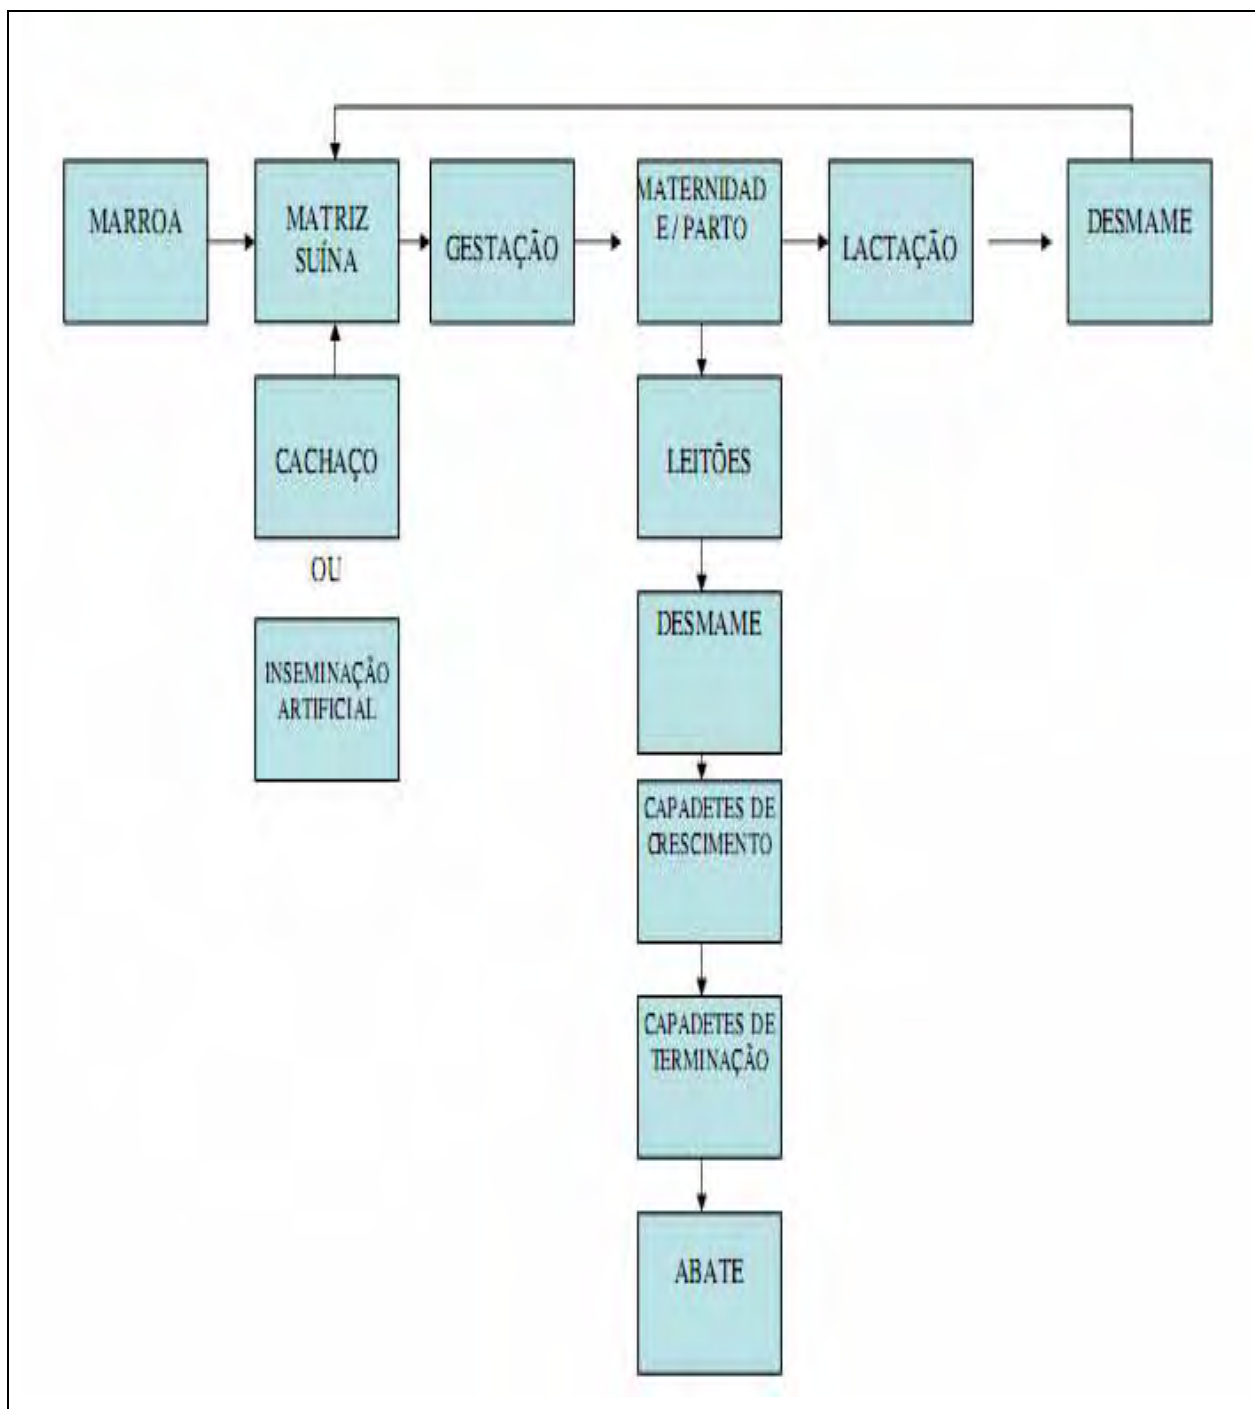 MARROA
MATRIZ
SUÍNA
GESTAÇÃO
MATERNIDAD
E / PARTO
LACTAÇÃO
DESMAME
CACHAÇO
OU
INSEMINAÇÃO
ARTIFICIAL
LEITÕES
DESMAME
CAPADETES DE
CRESCIMENTO
CAPADETES DE
TERMINAÇÃO
ABATE